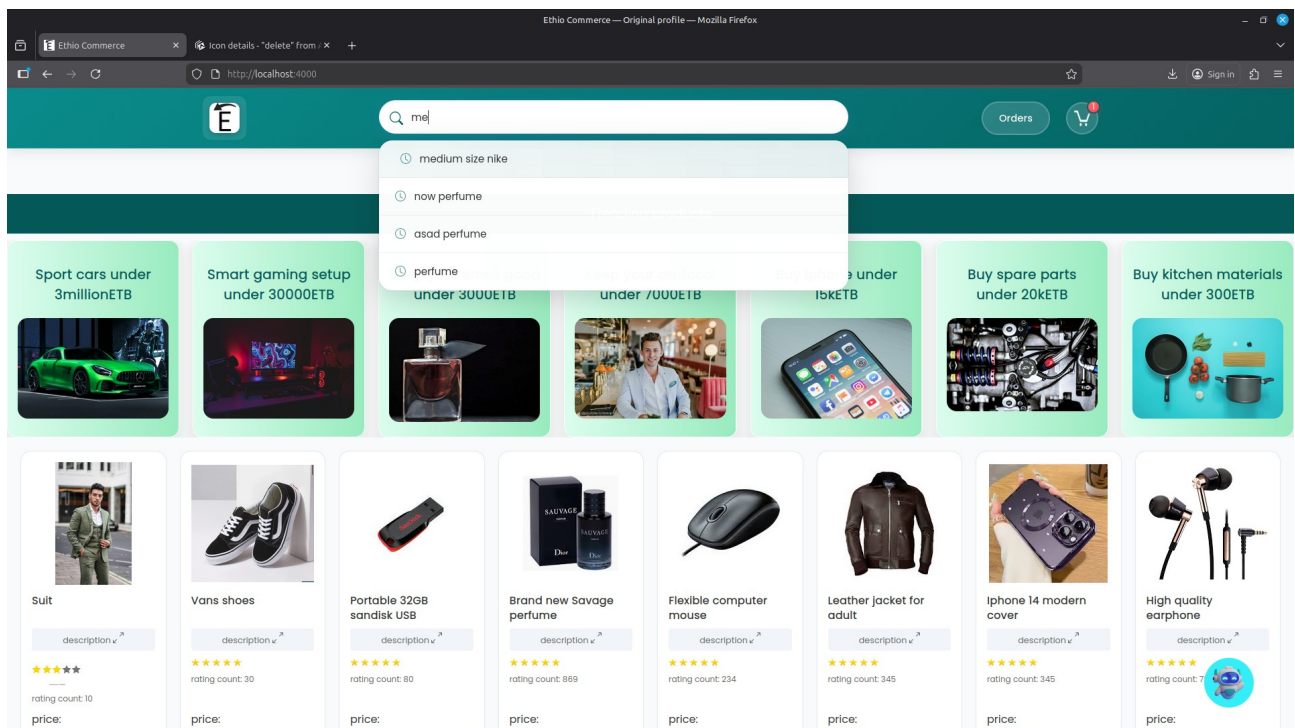 Ethio Commerce — Original profile — Mozilla Firefox
Ethio Commerce
Icon details - "delete" from
http://localhost:4000
Sign in
E
me
Orders
1
medium size nike
now perfume
asad perfume
perfume
Sport cars under
3millionETB
Smart gaming setup
under 30000ETB
under 3000ETB
under 7000ETB
under
15kETB
Buy spare parts
under 20kETB
Buy kitchen materials
under 300ETB
Suit
description
rating count: 10
price:
Vans shoes
description
rating count: 30
price:
Portable 32GB
sandisk USB
description
rating count: 80
price:
SAUVAGE
Dior
SAUVAGE
Dior
Brand new Savage
perfume
description
rating count: 869
price:
Flexible computer
mouse
description
rating count: 234
price:
Leather jacket for
adult
description
rating count: 345
price:
Iphone 14 modern
cover
description
rating count: 345
price:
High quality
earphone
description
rating count: 7
price: